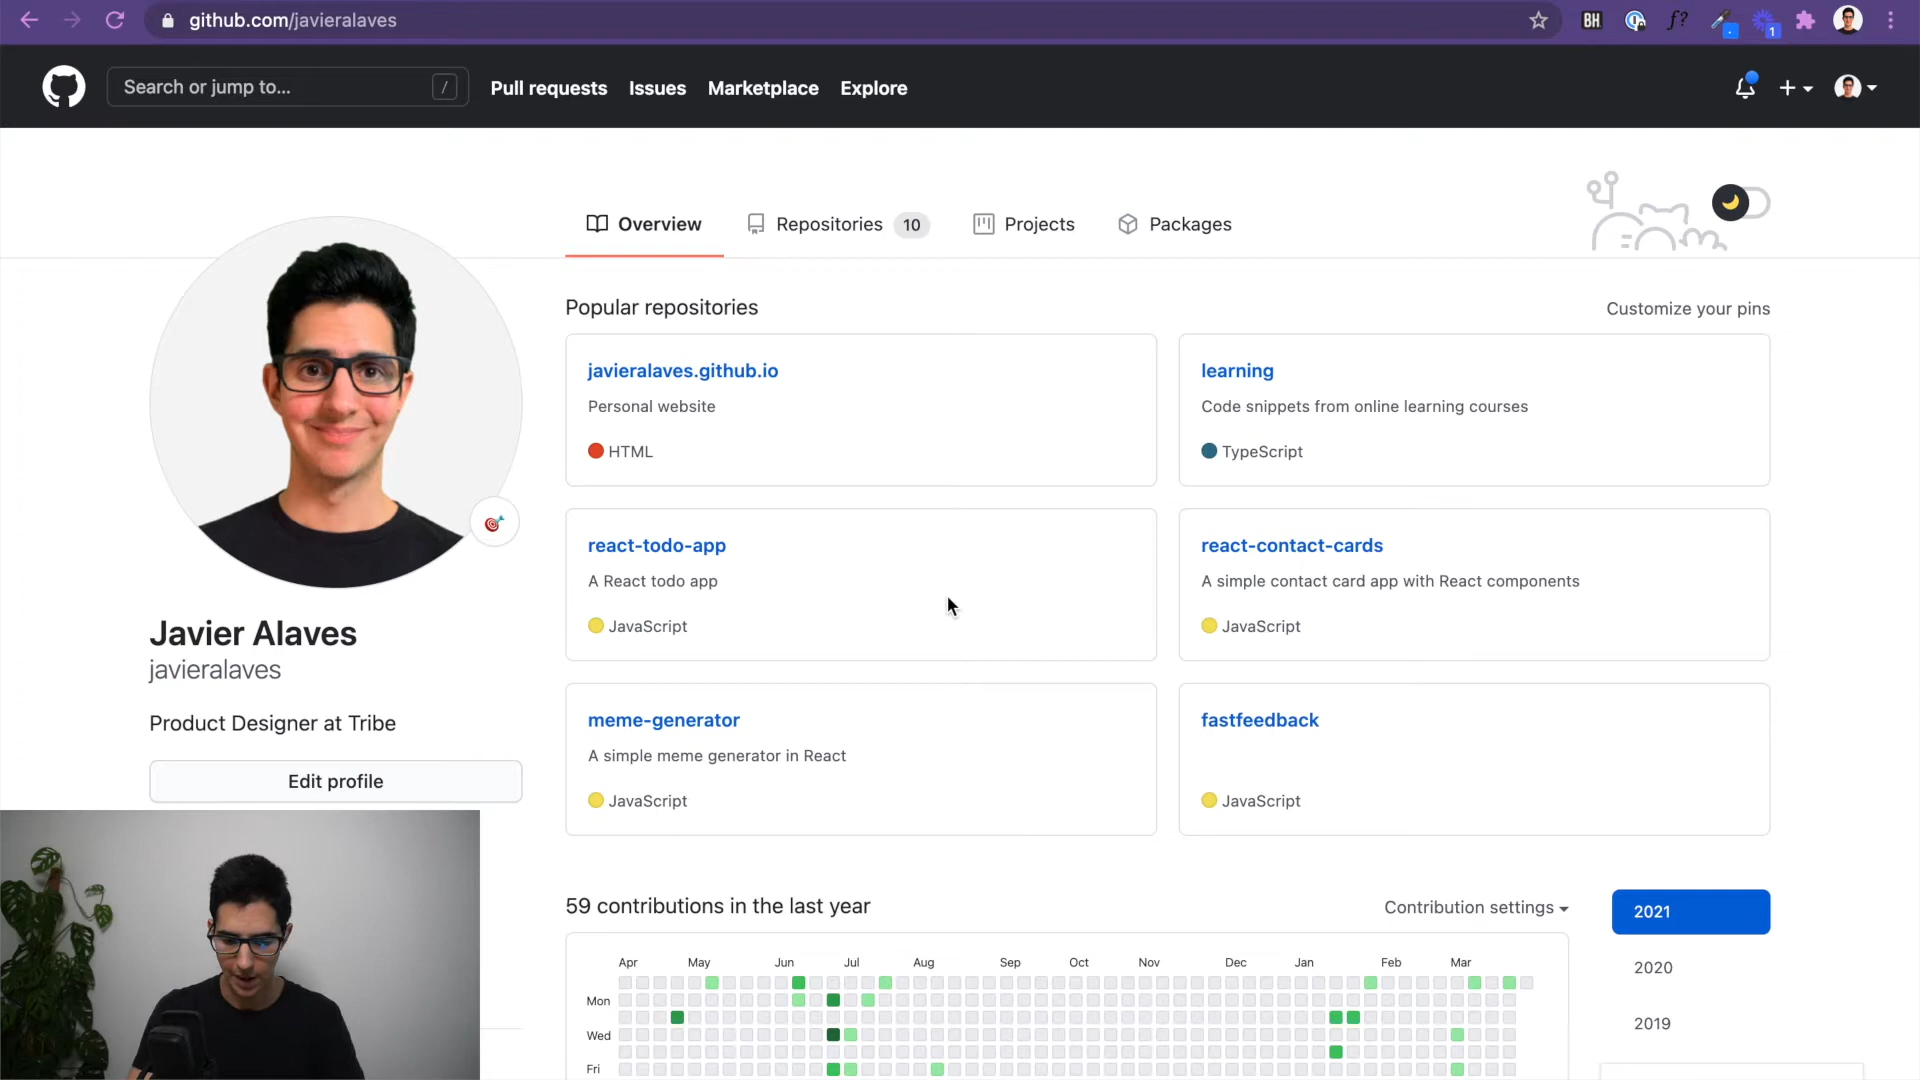 github.com/javieralaves
BH
f?
1
Search or jump to...
/
Pull requests
Issues
Marketplace
Explore
Overview
Repositories 10
Projects
Packages
Popular repositories
Customize your pins
javieralaves.github.io
Personal website
HTML
learning
Code snippets from online learning courses
TypeScript
react-todo-app
A React todo app
JavaScript
react-contact-cards
A simple contact card app with React components
JavaScript
meme-generator
A simple meme generator in React
JavaScript
fastfeedback
JavaScript
Javier Alaves
javieralaves
Product Designer at Tribe
Edit profile
59 contributions in the last year
Contribution settings
2021
2020
2019
Apr May Jun Jul Aug Sep Oct Nov Dec Jan Feb Mar
Mon
Wed
Fri